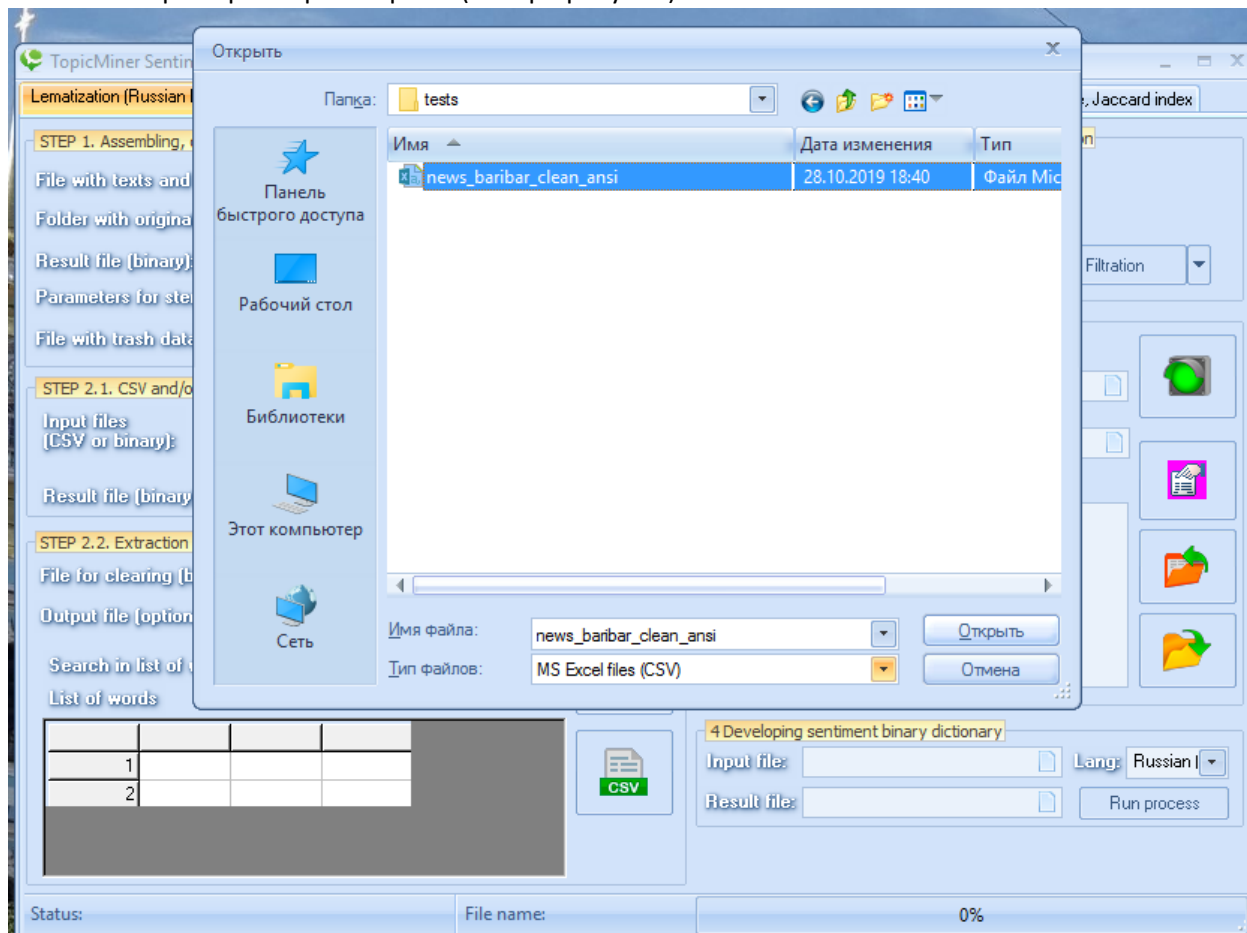 Открыть
TopicMiner Sentin
Lematization (Russian
, Jaccard index
Папка: tests
STEP 1. Assembling,
File with texts and
Folder with origina
Result file (binary):
Parameters for ste
File with trash data
Filtration
STEP 2.1. CSV and/o
Input files
(CSV or binary):
Result file (binary
STEP 2.2. Extraction
File for clearing (b
Output file (option
Search in list of
List of words
Панель
быстрого доступа
Рабочий стол
Библиотеки
Этот компьютер
Сеть
Имя Дата изменения Тип
news_baribar_clean_ansi 28.10.2019 18:40 Файл Mic
Имя файла: news_baribar_clean_ansi Открыть
Тип файлов: MS Excel files (CSV) Отмена
1
2
CSV
4 Developing sentiment binary dictionary
Input file: Lang: Russian
Result file: Run process
Status: File name: 0%